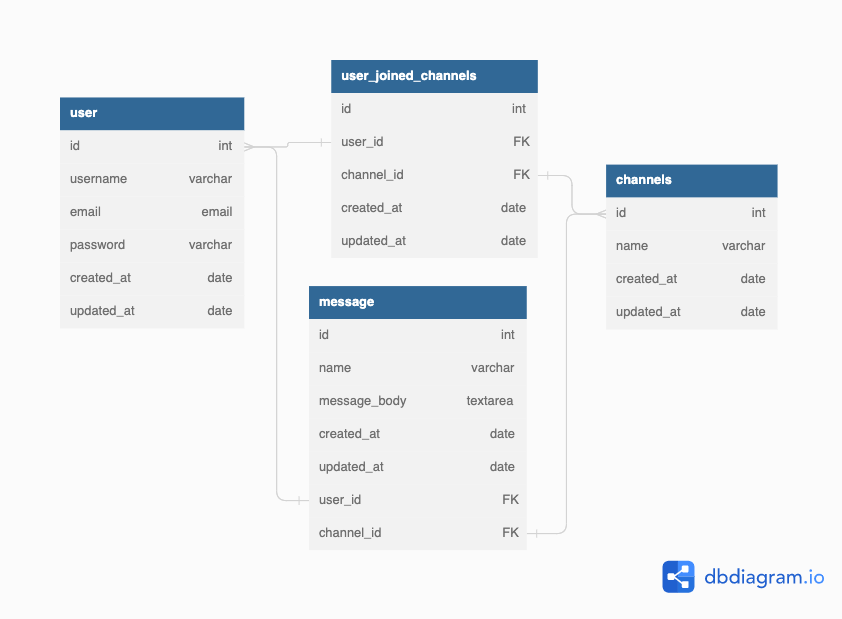 user
id int
username varchar
email email
password varchar
created_at date
updated_at date
user_joined_channels
id int
user_id FK
channel_id FK
created_at date
updated_at date
message
id int
name varchar
message_body textarea
created_at date
updated_at date
user_id FK
channel_id FK
channels
id int
name varchar
created_at date
updated_at date
dbdiagram.io